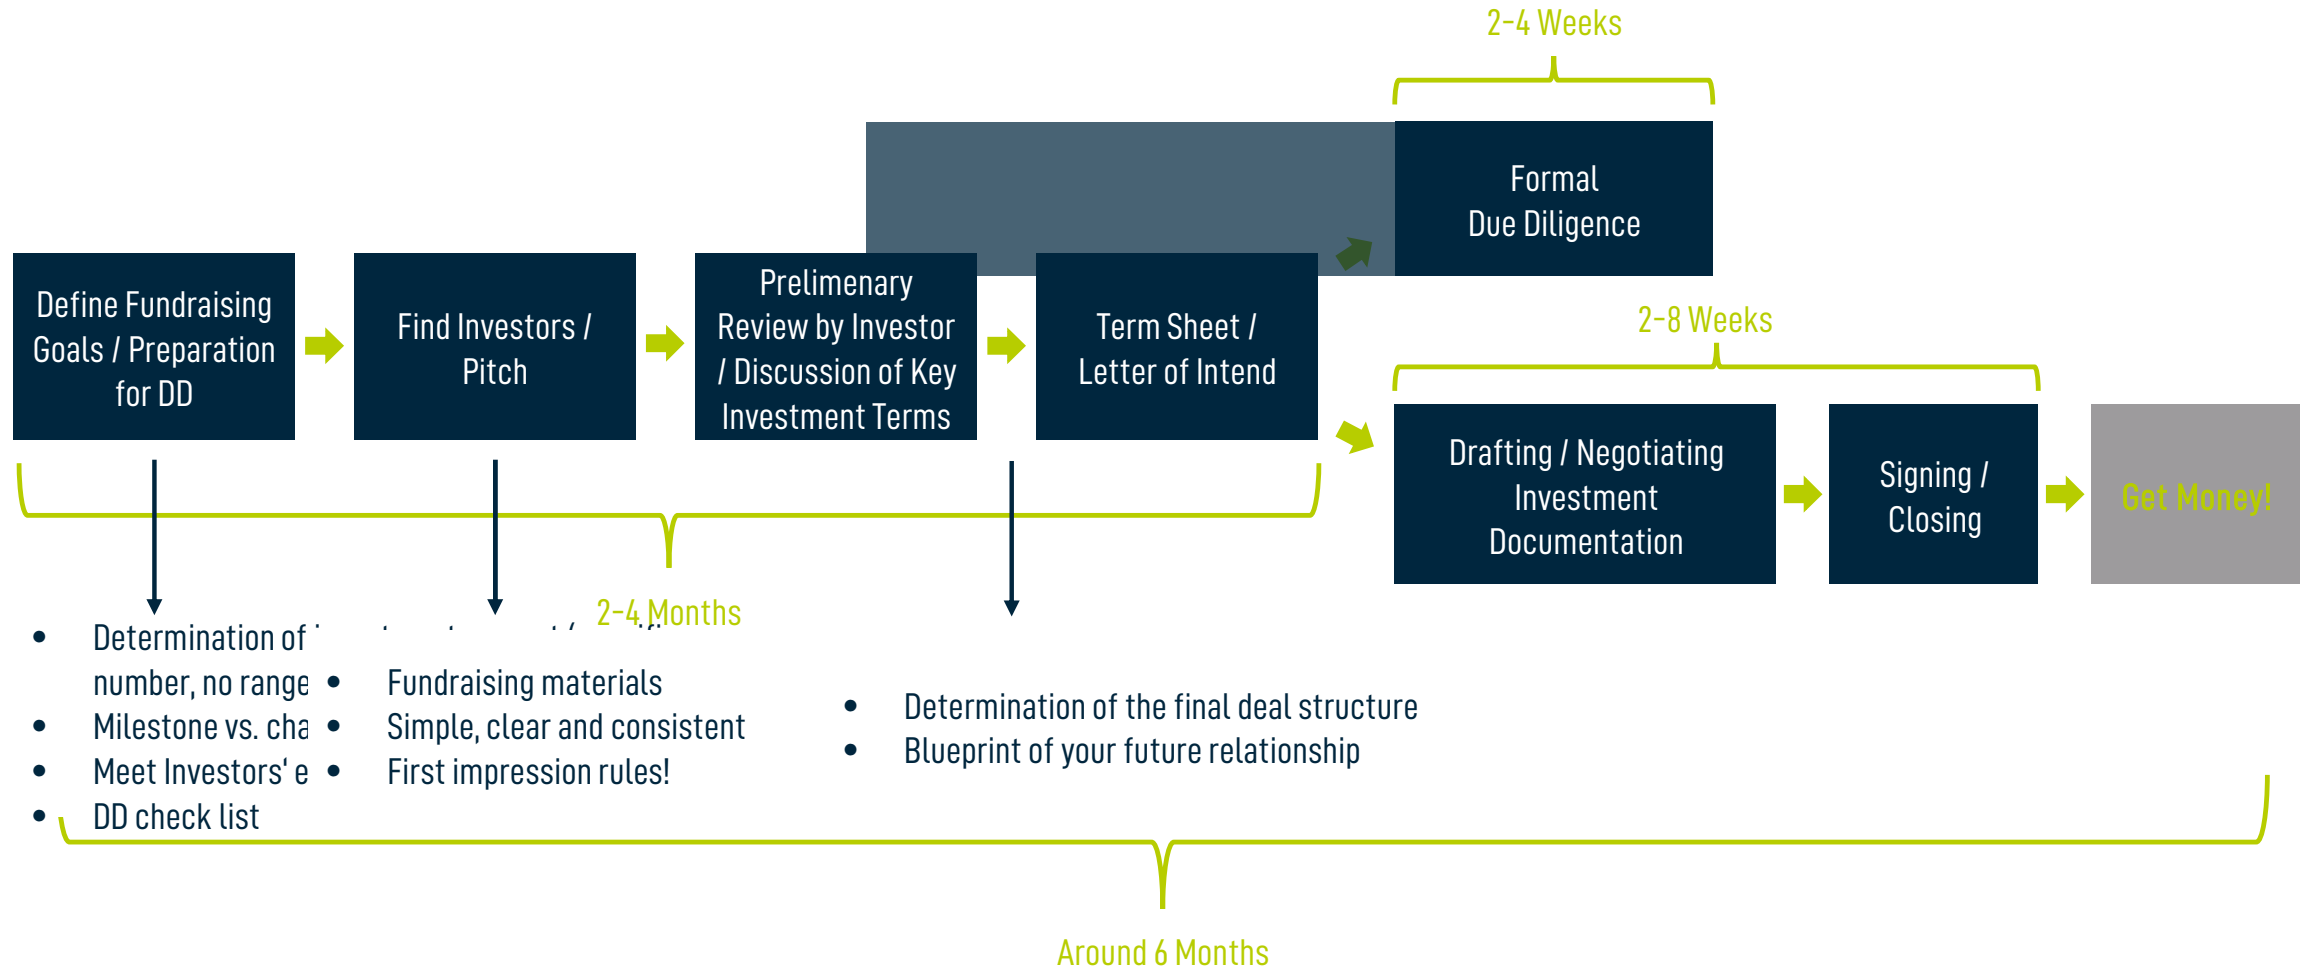 2-4 Weeks
Formal
Due Diligence
Define Fundraising
Goals / Preparation
for DD
Find Investors /
Pitch
Prelimenary
Review by Investor
/ Discussion of Key
Investment Terms
Term Sheet /
Letter of Intend
2-8 Weeks
Drafting / Negotiating
Investment
Documentation
Signing /
Closing
Get Money!
2-4 Months
• Determination of
number, no range
• Milestone vs.
• Meet Investors'
• DD check list
• Fundraising materials
• Simple, clear and consistent
• First impression rules!
• Determination of the final deal structure
• Blueprint of your future relationship
Around 6 Months